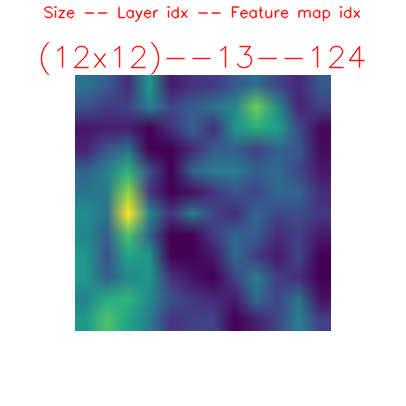 Size -- Layer idx -- Feature map idx
(12x12)--13--124